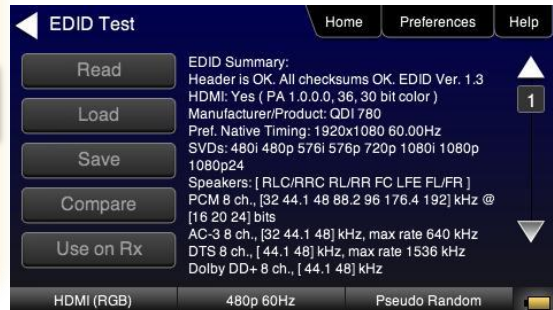 EDID Test
Home
Preferences
Help
Read
Load
Save
Compare
Use on Rx
EDID Summary:
Header is OK. All checksums OK. EDID Ver. 1.3
HDMI: Yes ( PA 1.0.0.0, 36, 30 bit color )
Manufacturer/Product: QDI 780
Pref. Native Timing: 1920x1080 60.00Hz
SVDs: 480i 480p 576i 576p 720p 1080i 1080p
1080p24
Speakers: [ RLC/RRC RL/RR FC LFE FL/FR ]
PCM 8 ch., [32 44.1 48 88.2 96 176.4 192] kHz @
[16 20 24] bits
AC-3 8 ch., [32 44.1 48] kHz, max rate 640 kHz
DTS 8 ch., [ 44.1 48] kHz, max rate 1536 kHz
Dolby DD+ 8 ch., [ 44.1 48] kHz
1
HDMI (RGB)
480p 60Hz
Pseudo Random